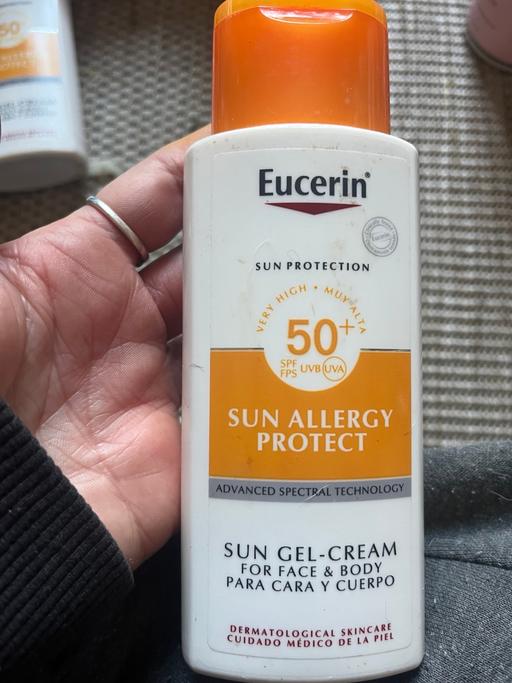 Eucerin®
SUN PROTECTION
VERY HIGH • MUY ALTA
50+
SPF
FPS
UVB
UVA
SUN ALLERGY
PROTECT
ADVANCED SPECTRAL TECHNOLOGY
SUN GEL-CREAM
FOR FACE & BODY
PARA CARA Y CUERPO
DERMATOLOGICAL SKINCARE
CUIDADO MÉDICO DE LA PIEL
50